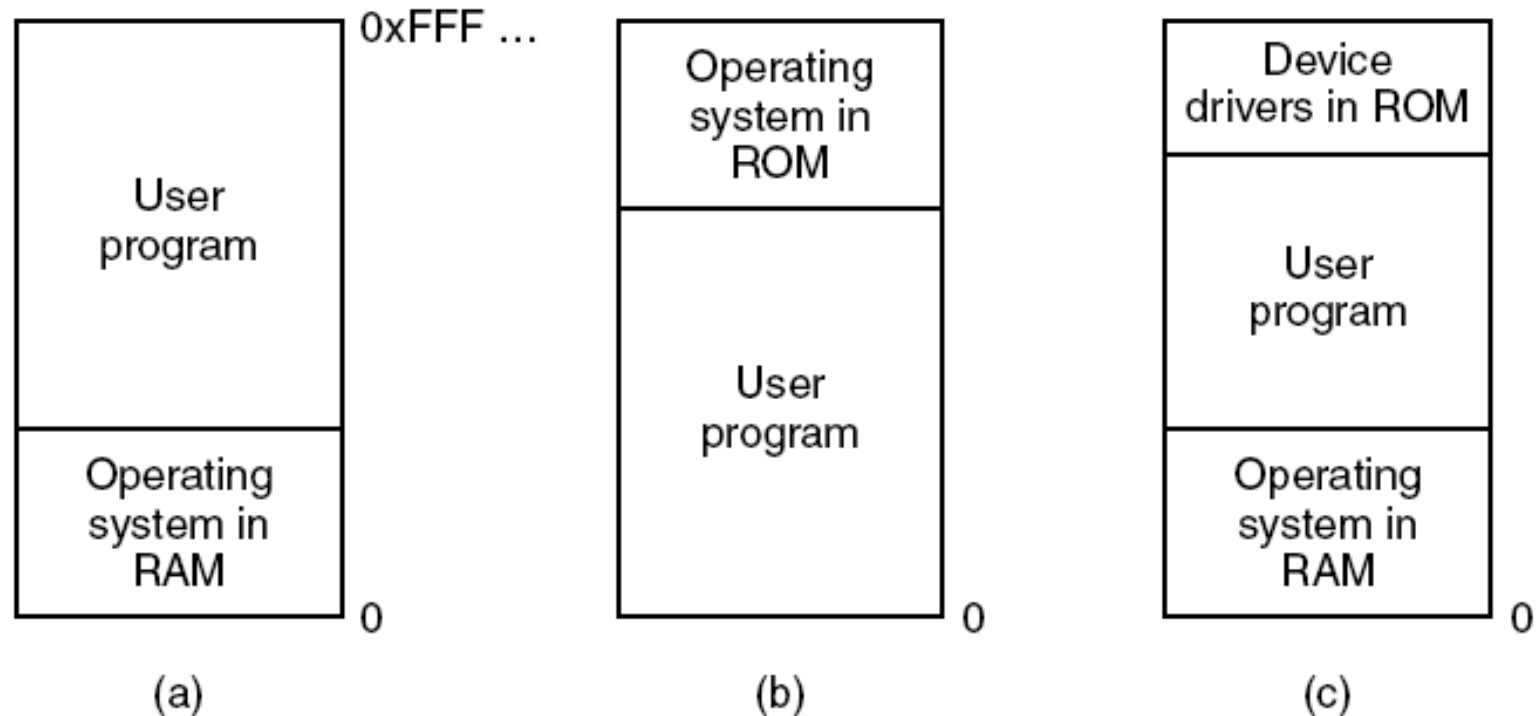 0xFFF ...
User
program
Operating
system in
RAM
0
(a)
Operating
system in
ROM
User
program
0
(b)
Device
drivers in ROM
User
program
Operating
system in
RAM
0
(c)